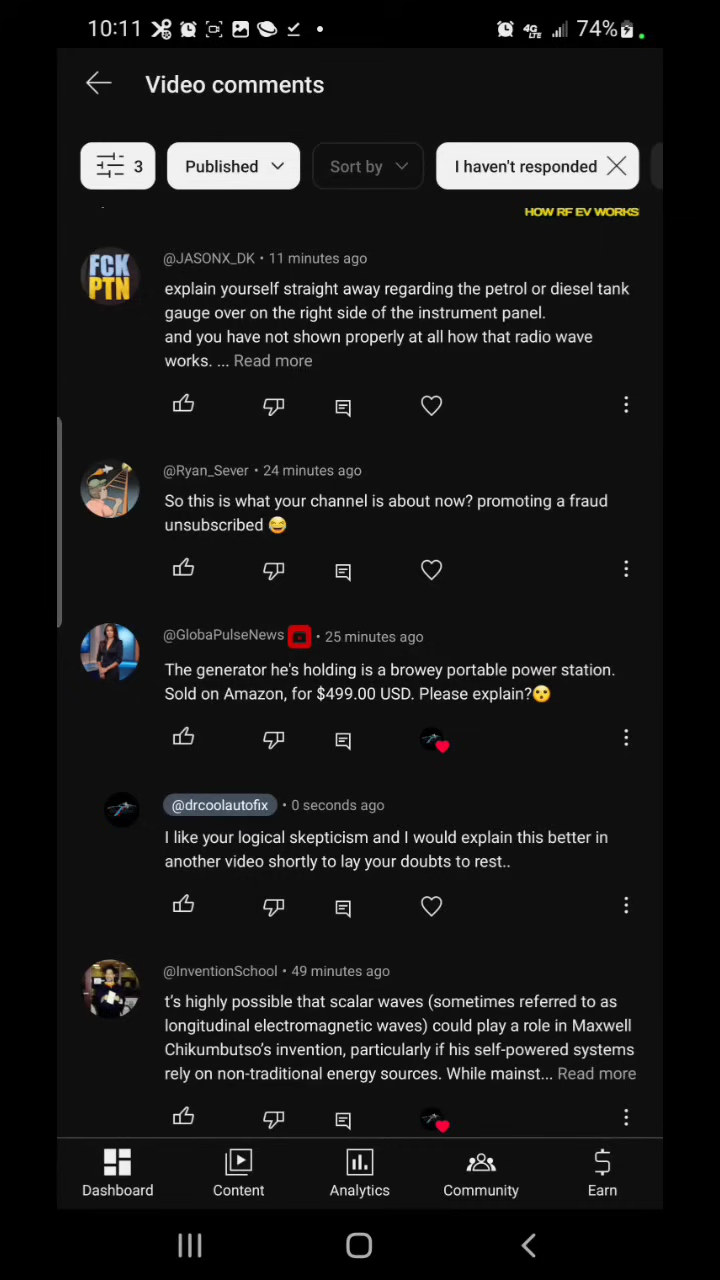 10:11
4G
LTE
74%
Video comments
3
Published
Sort by
I haven't responded
HOW RF EV WORKS
FCK
PTN
@JASONX_DK • 11 minutes ago
explain yourself straight away regarding the petrol or diesel tank
gauge over on the right side of the instrument panel.
and you have not shown properly at all how that radio wave
works. ... Read more
@Ryan_Sever • 24 minutes ago
So this is what your channel is about now? promoting a fraud
unsubscribed 😂
@GlobaPulseNews • 25 minutes ago
The generator he's holding is a browey portable power station.
Sold on Amazon, for $499.00 USD. Please explain?😯
@drcoolautofix • 0 seconds ago
I like your logical skepticism and I would explain this better in
another video shortly to lay your doubts to rest..
@InventionSchool • 49 minutes ago
t's highly possible that scalar waves (sometimes referred to as
longitudinal electromagnetic waves) could play a role in Maxwell
Chikumbutso's invention, particularly if his self-powered systems
rely on non-traditional energy sources. While mainst... Read more
Dashboard
Content
Analytics
Community
Earn